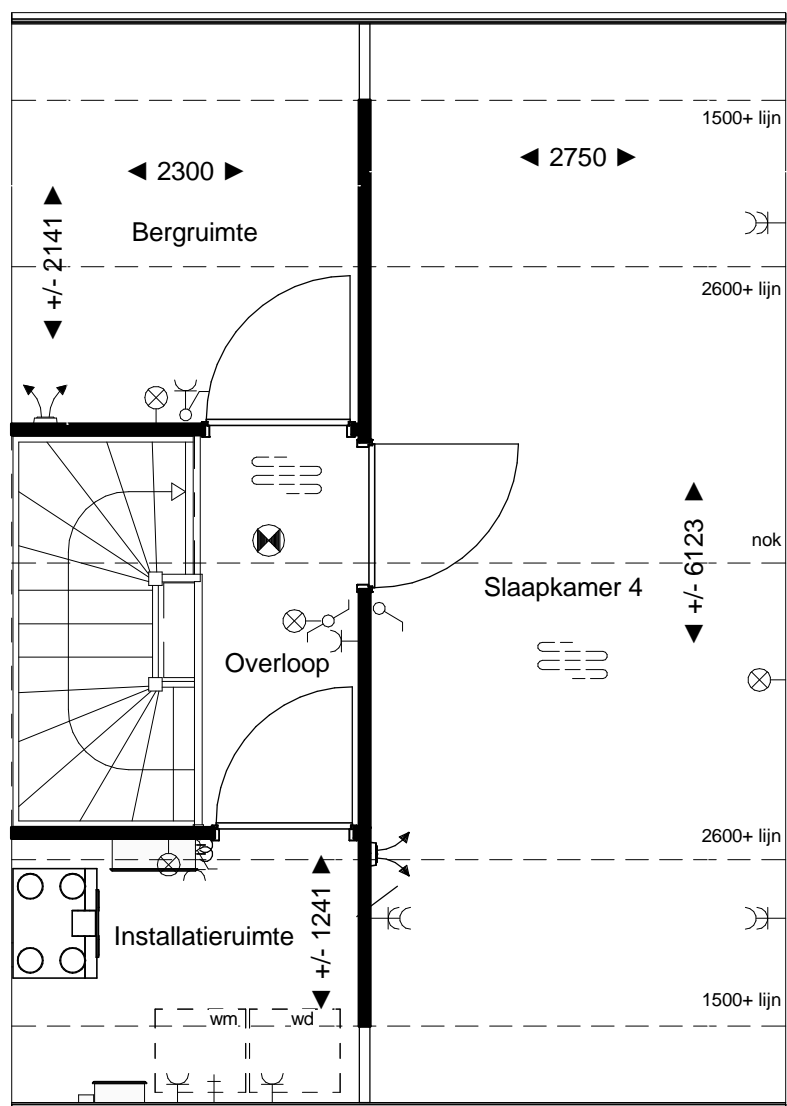 1500+ lijn
2300
2750
Bergruimte
+/- 2141
2600+ lijn
nok
+/- 6123
Slaapkamer 4
Overloop
2600+ lijn
Installatieruimte
+/- 1241
1500+ lijn
wm
wd